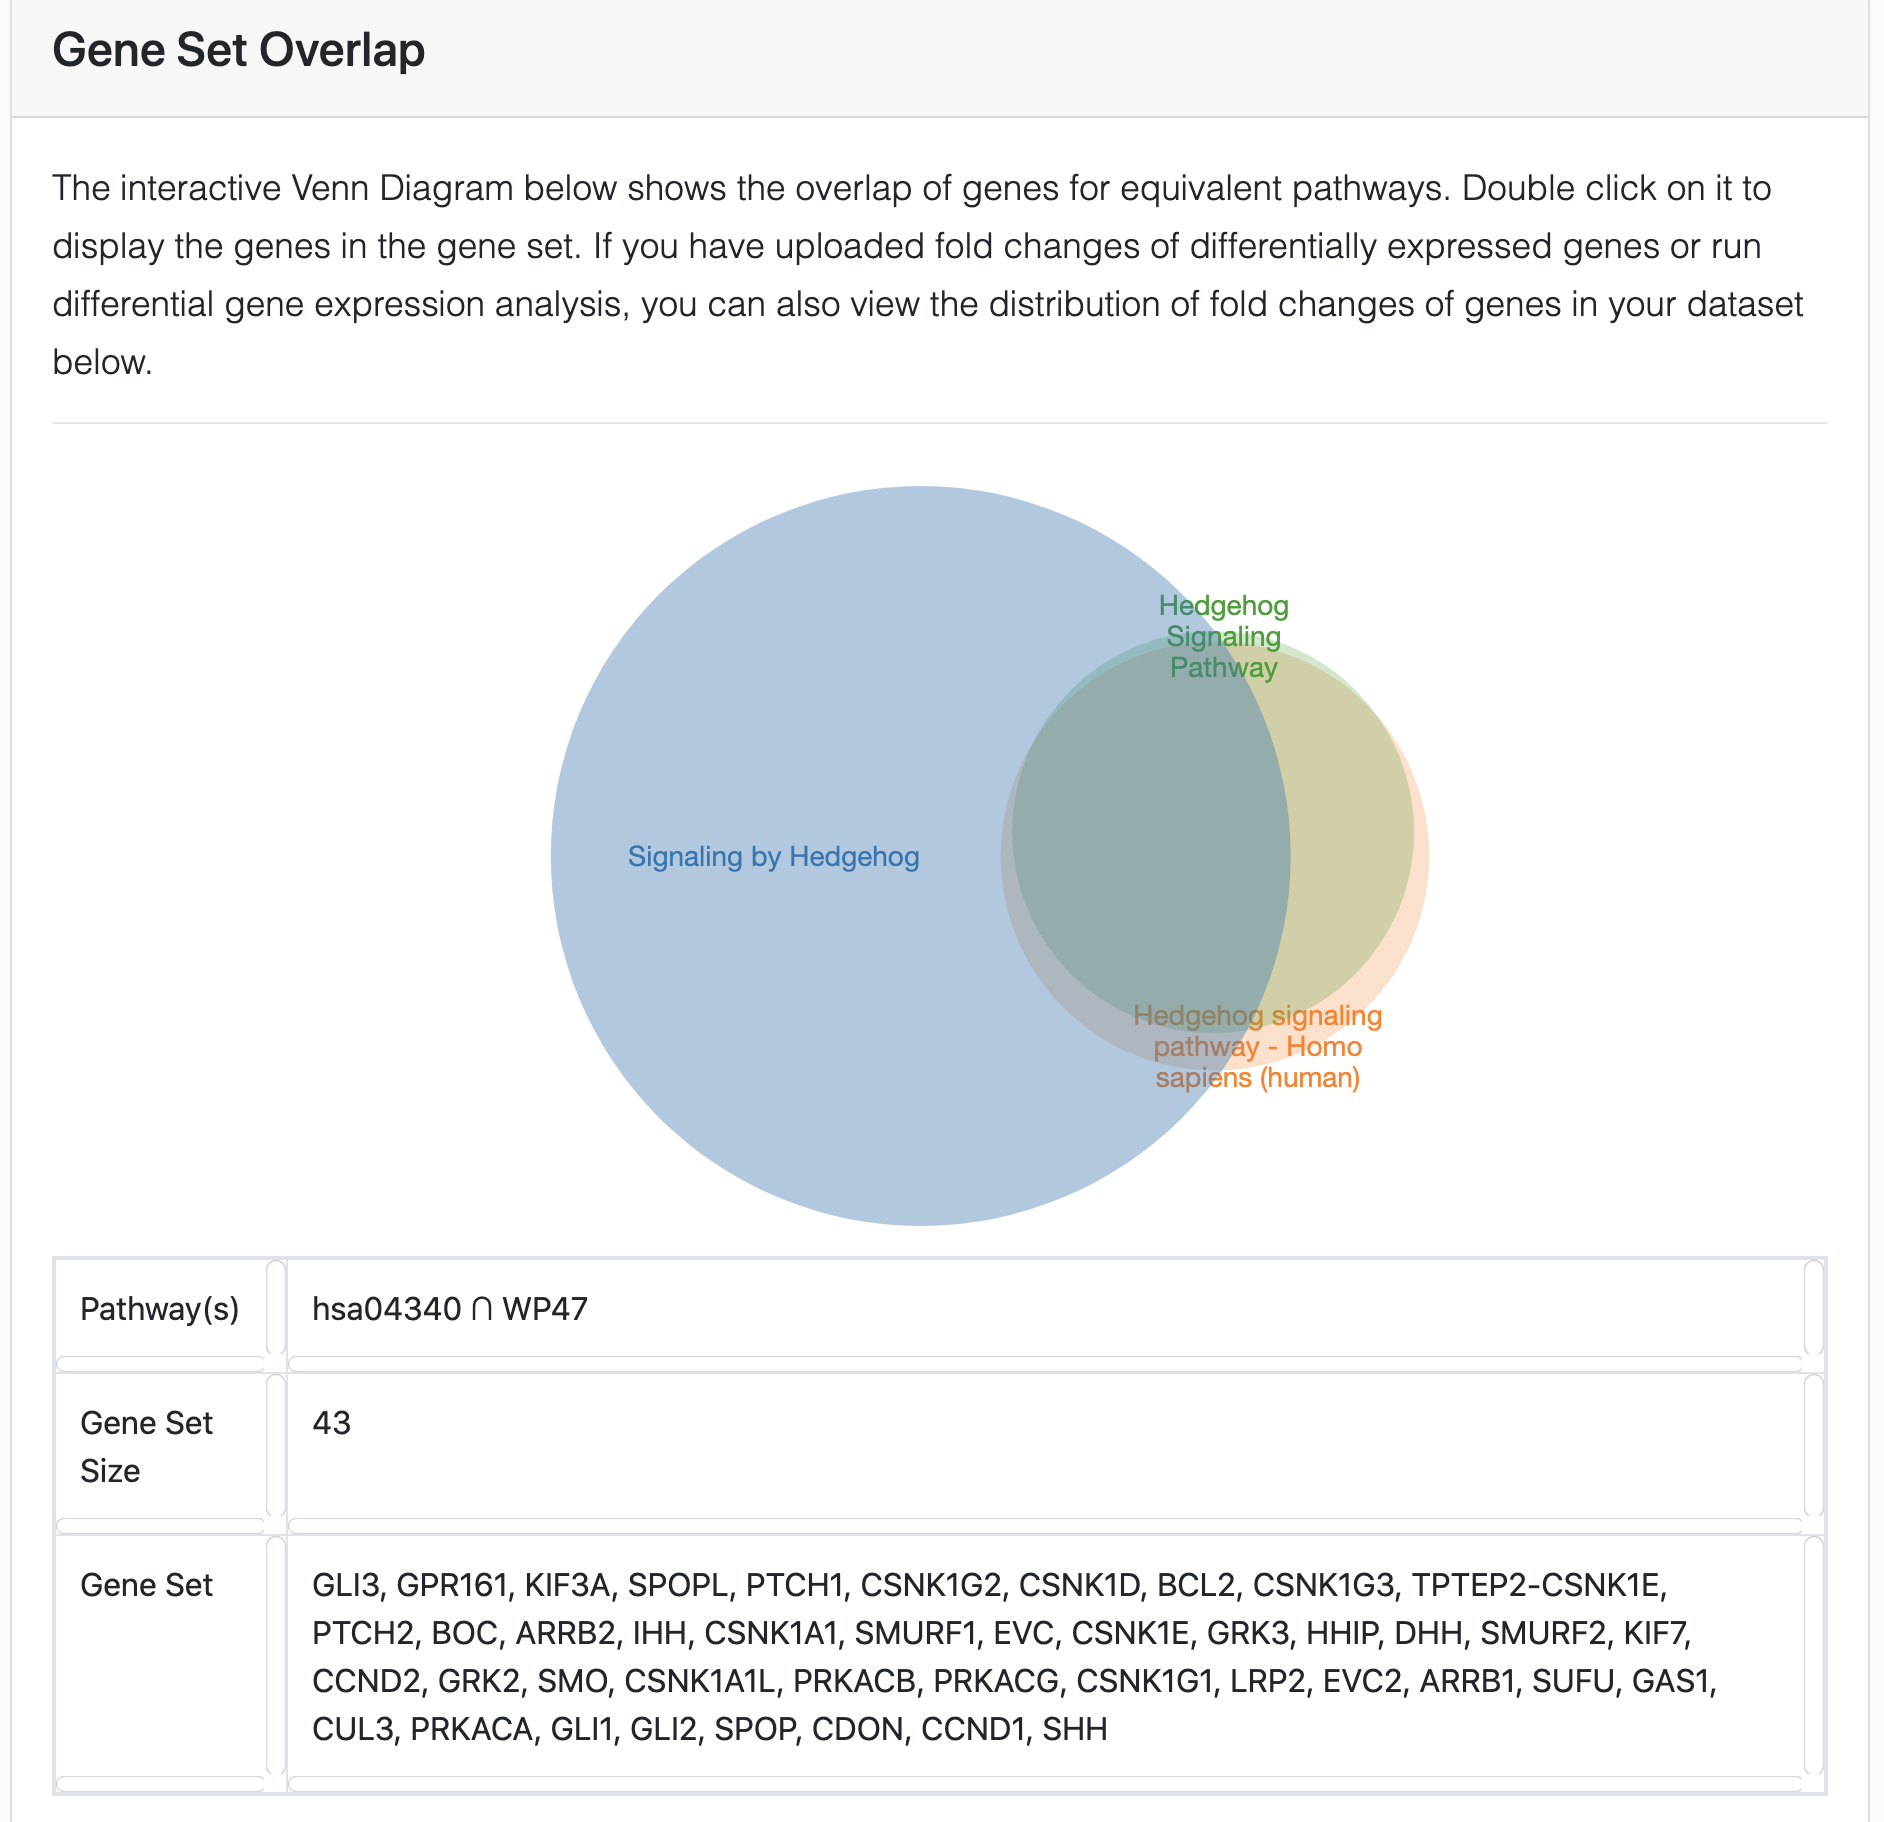 Gene Set Overlap
The interactive Venn Diagram below shows the overlap of genes for equivalent pathways. Double click on it to
display the genes in the gene set. If you have uploaded fold changes of differentially expressed genes or run
differential gene expression analysis, you can also view the distribution of fold changes of genes in your dataset
below.
Hedgehog
Signaling
Pathway
Signaling by Hedgehog
Hedgehog signaling
pathway - Homo
sapiens (human)
Pathway(s)
hsa04340 ∩ WP47
Gene Set
Size
43
Gene Set
GLI3, GPR161, KIF3A, SPOPL, PTCH1, CSNK1G2, CSNK1D, BCL2, CSNK1G3, TPTEP2-CSNK1E,
PTCH2, BOC, ARRB2, IHH, CSNK1A1, SMURF1, EVC, CSNK1E, GRK3, HHIP, DHH, SMURF2, KIF7,
CCND2, GRK2, SMO, CSNK1A1L, PRKACB, PRKACG, CSNK1G1, LRP2, EVC2, ARRB1, SUFU, GAS1,
CUL3, PRKACA, GLI1, GLI2, SPOP, CDON, CCND1, SHH